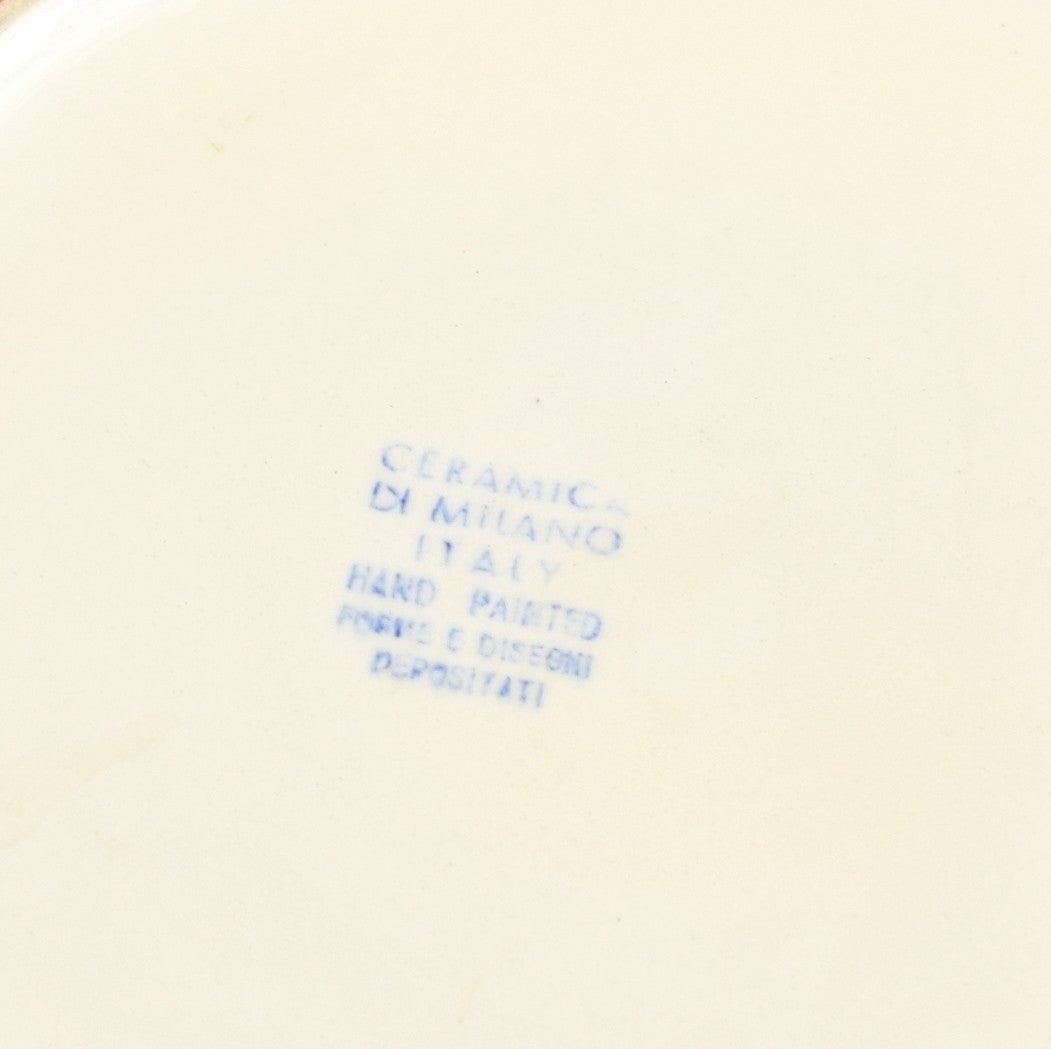 CERAMICA
DI MILANO
ITALY
HAND PAINTED
FORME E DISEGNI
DEPOSITATI